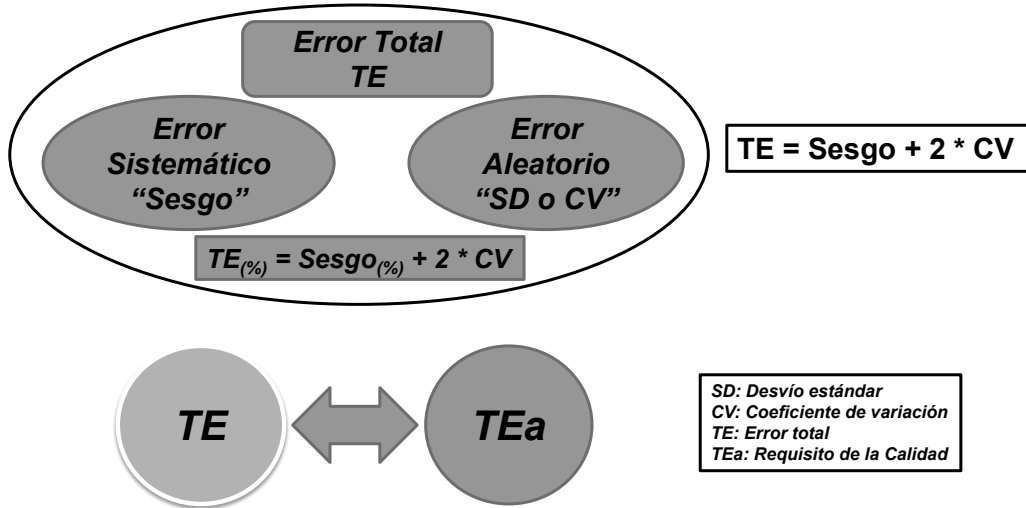 Error Total
TE
Error
Sistemático
“Sesgo”
Error
Aleatorio
“SD o CV”
TE = Sesgo + 2 * CV
TE(%) = Sesgo(%) + 2 * CV
TE
TEa
SD: Desvío estándar
CV: Coeficiente de variación
TE: Error total
TEa: Requisito de la Calidad